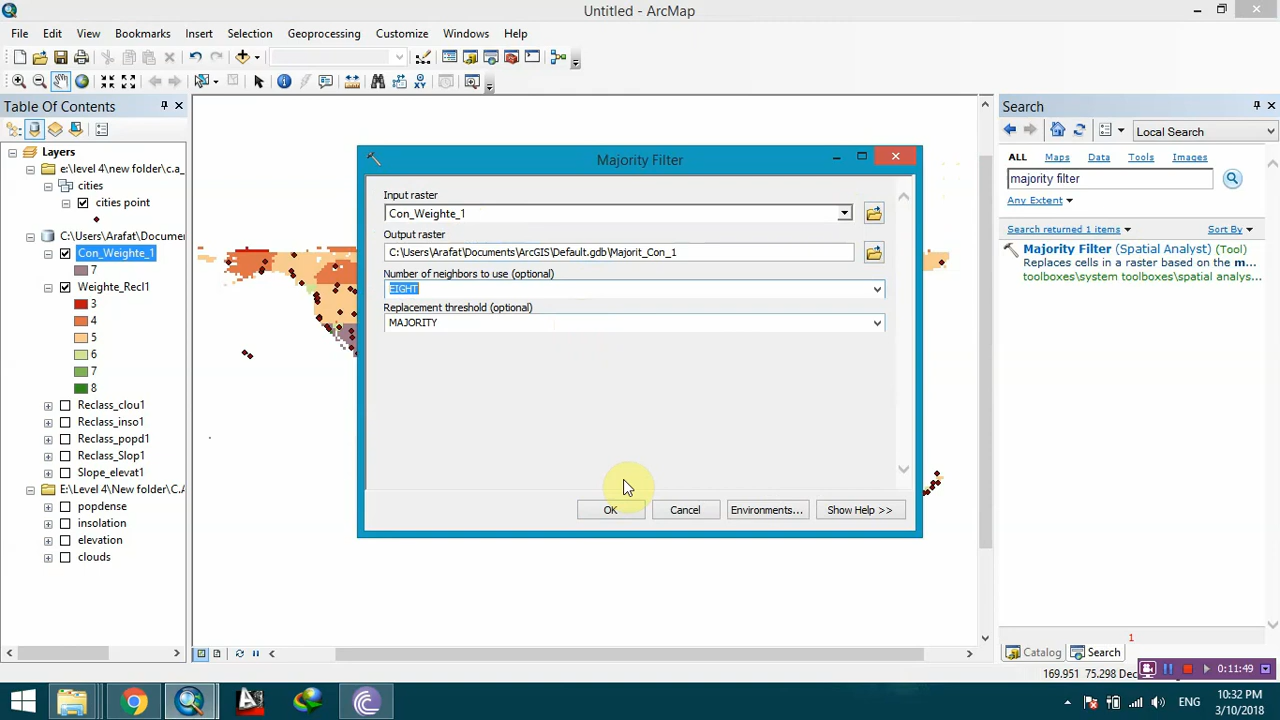 Untitled - ArcMap
File Edit View Bookmarks Insert Selection Geoprocessing Customize Windows Help
Table Of Contents
Layers
e:\level 4\new folder\c.a_
cities
cities point
C:\Users\Arafat\Documen
Con_Weighte_1
7
Weighte_Recl1
3
4
5
6
7
8
Reclass_clou1
Reclass_inso1
Reclass_popd1
Reclass_Slop1
Slope_elevat1
E:\Level 4\New folder\C.A
popdense
insolation
elevation
clouds
Majority Filter
Input raster
Con_Weighte_1
Output raster
C:\Users\Arafat\Documents\ArcGIS\Default.gdb\Majorit_Con_1
Number of neighbors to use (optional)
EIGHT
Replacement threshold (optional)
MAJORITY
OK Cancel Environments... Show Help >>
Search
Local Search
ALL Maps Data Tools Images
majority filter
Any Extent
Search returned 1 items Sort By
Majority Filter (Spatial Analyst) (Tool)
Replaces cells in a raster based on the m...
toolboxes\system toolboxes\spatial analys...
1
Catalog Search
169.951 75.298 Dec
0:11:49
ENG
10:32 PM
3/10/2018